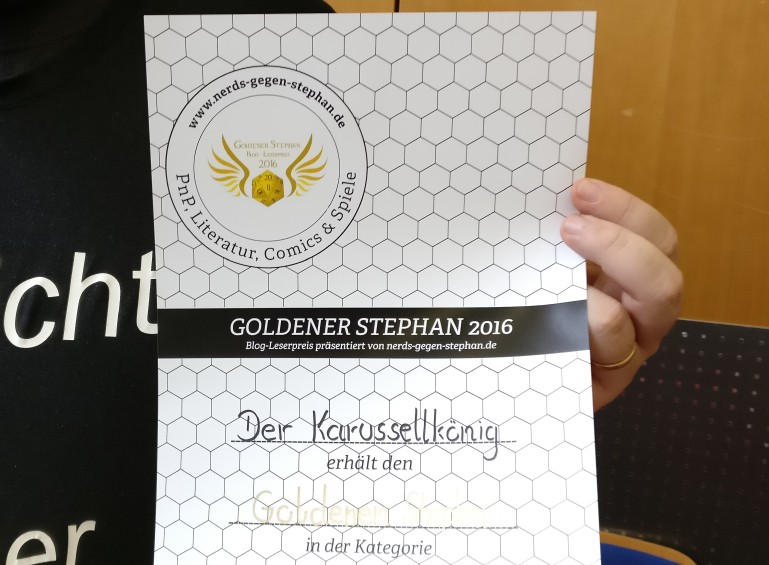 www.nerds-gegen-stephan.de
GOLDENER STEPHAN
BLOG-LESERPREIS
2016
PnP, Literatur, Comics & Spiele
cht
GOLDENER STEPHAN 2016
Blog-Leserpreis präsentiert von nerds-gegen-stephan.de
Der Karussellkönig
erhält den
Goldenen
in der Kategorie
er